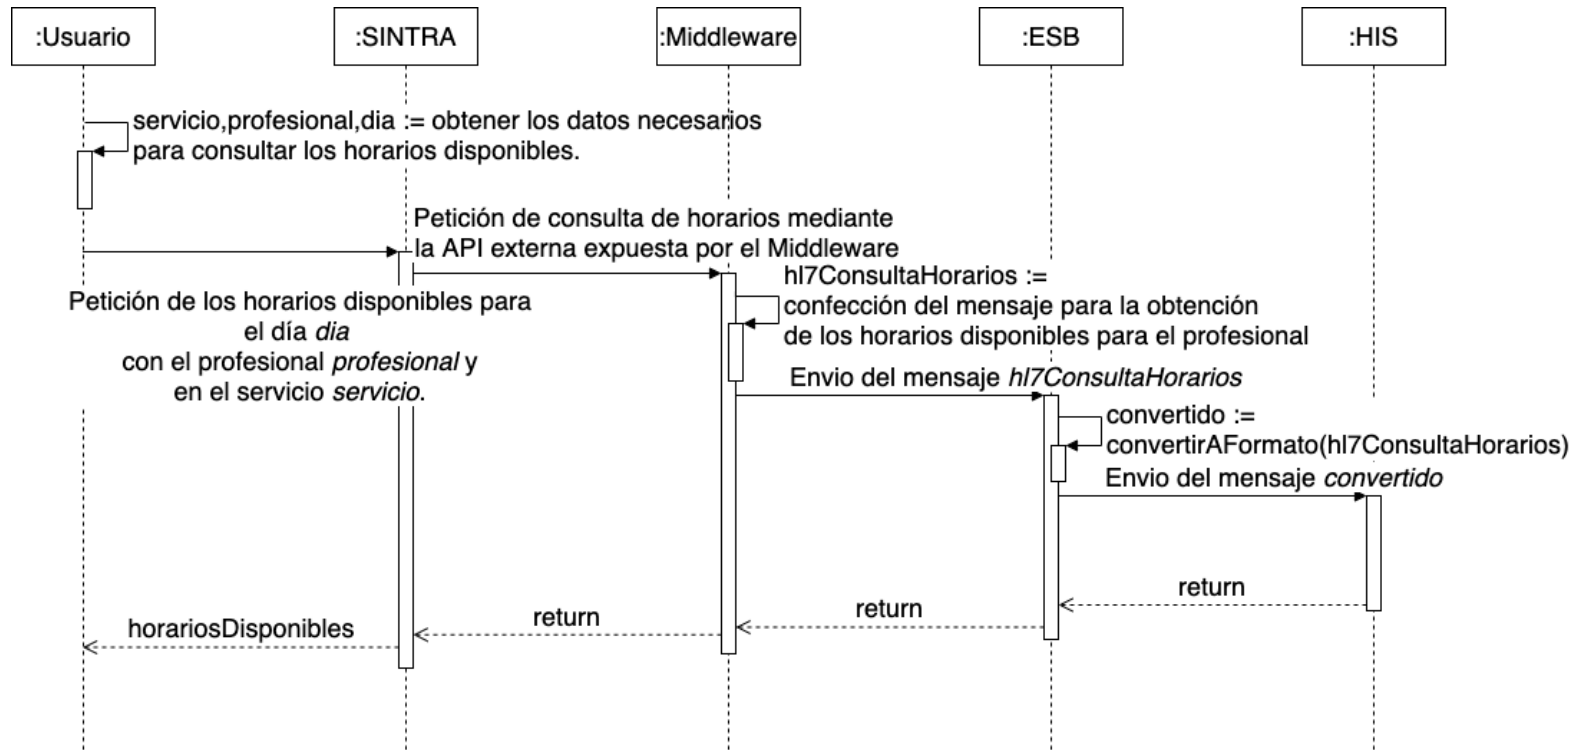 :Usuario
:SINTRA
:Middleware
:ESB
:HIS
servicio,profesional,dia := obtener los datos necesarios
para consultar los horarios disponibles.
Petición de consulta de horarios mediante
la API externa expuesta por el Middleware
Petición de los horarios disponibles para
el día dia
con el profesional profesional y
en el servicio servicio.
hl7ConsultaHorarios :=
confección del mensaje para la obtención
de los horarios disponibles para el profesional
Envio del mensaje hl7ConsultaHorarios
convertido :=
convertirAFormato(hl7ConsultaHorarios)
Envio del mensaje convertido
return
return
return
horariosDisponibles